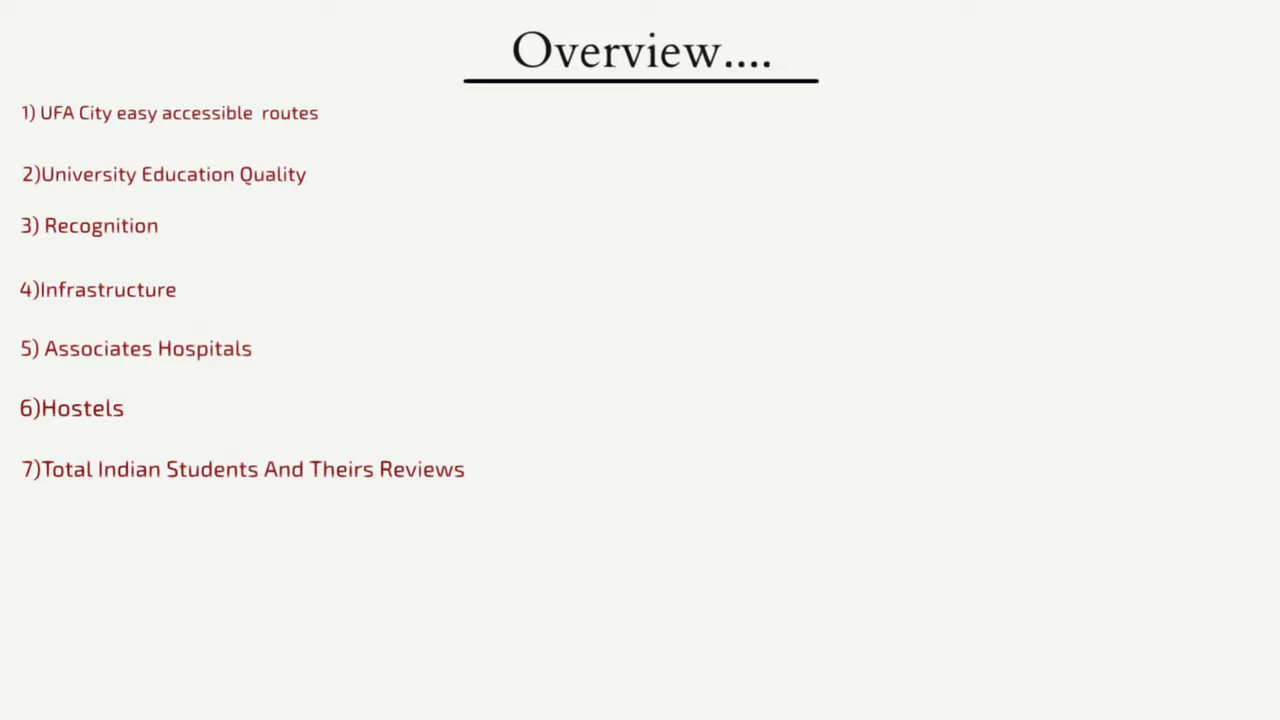 Overview....
1) UFA City easy accessible  routes
2)University Education Quality
3) Recognition
4)Infrastructure
5) Associates Hospitals
6)Hostels
7)Total Indian Students And Theirs Reviews